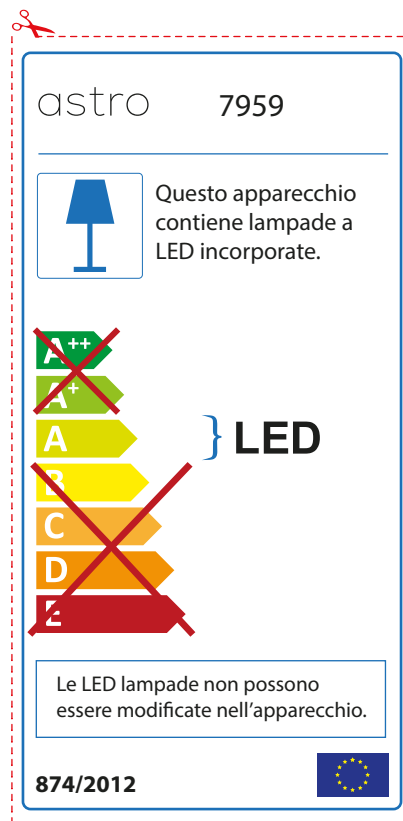 astro 7959
Questo apparecchio
contiene lampade a
LED incorporate.
A++
A+
A
LED
B
C
D
E
Le LED lampade non possono
essere modificate nell'apparecchio.
874/2012